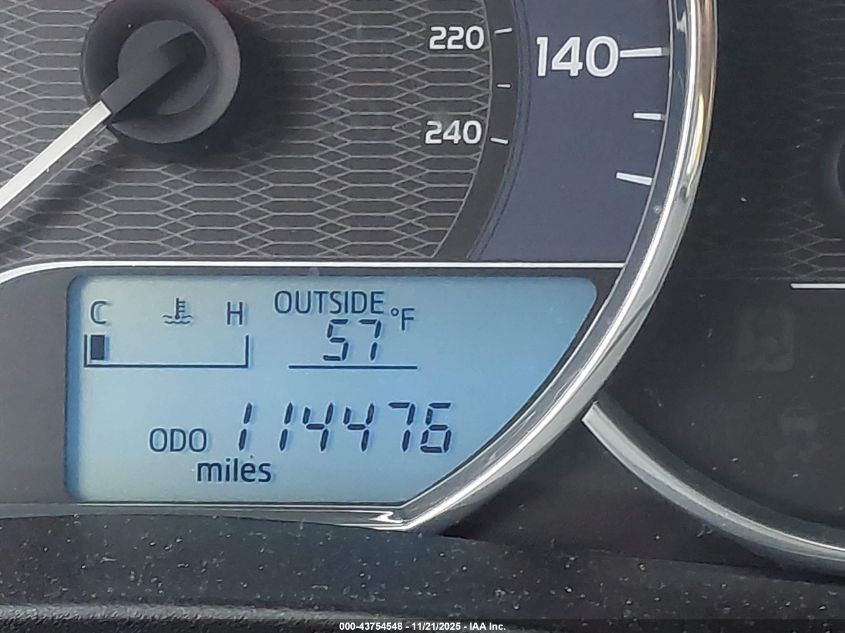 220
140
240
C H OUTSIDE °F
57
ODO 114476
miles
000-43754548 - 11/21/2025 - IAA Inc.